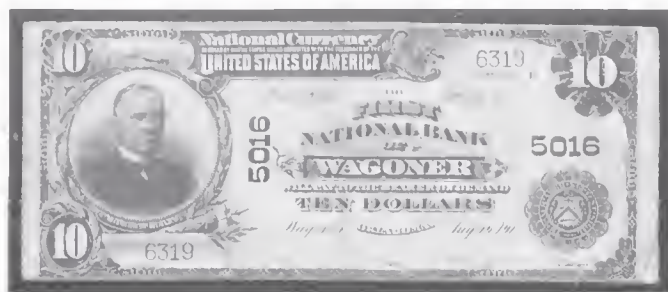 10
National Currency
UNITED STATES OF AMERICA
6319
10
THE
FIRST
NATIONAL BANK
WAGONER
5016
5016
TEN DOLLARS
10
6319